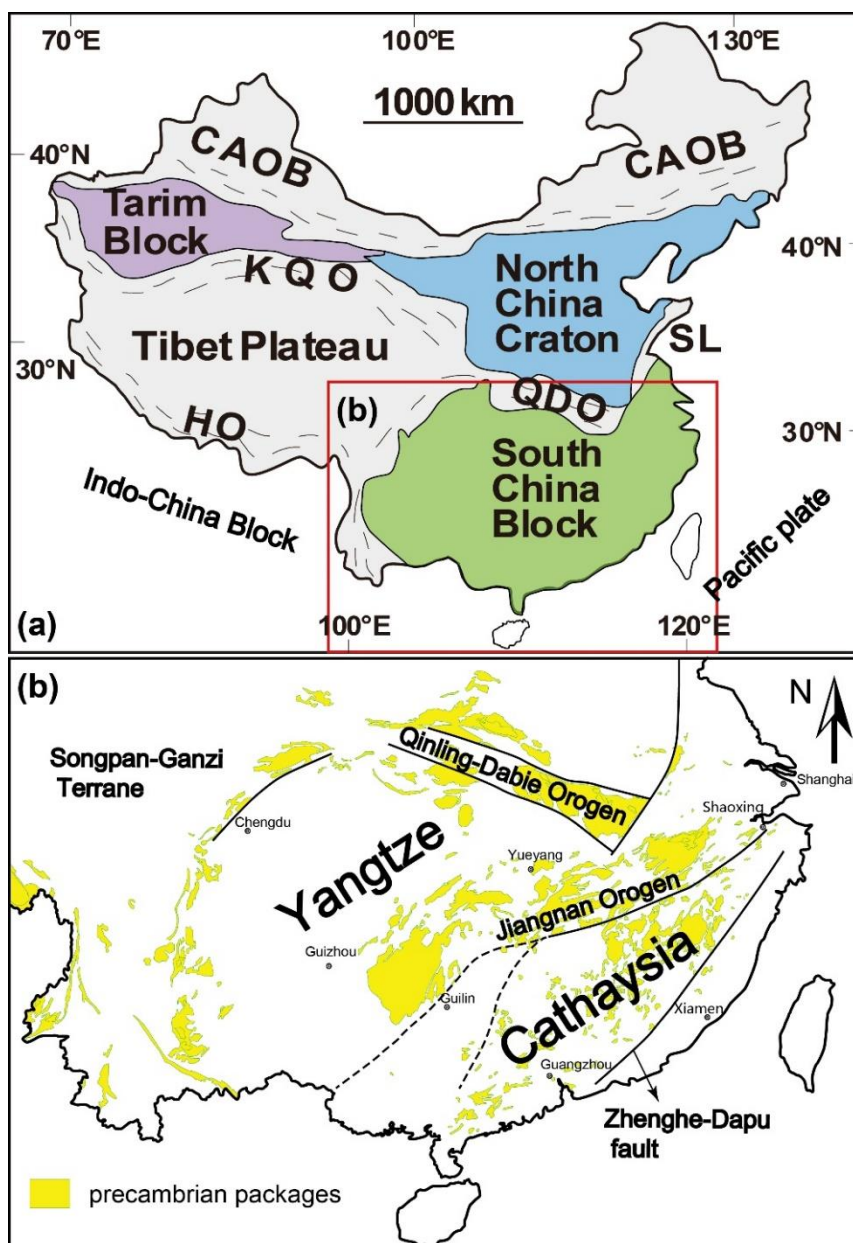 70°E 100°E 130°E
1000 km
CAOB
CAOB
40°N
Tarim
Block
40°N
KQO
North
China
Craton
SL
Tibet Plateau
30°N
QDO
(b)
HO
30°N
South
China
Block
Indo-China Block
Pacific plate
(a)
100°E
120°E
(b)
N
Songpan-Ganzi
Terrane
Qinling-Dabie Orogen
Shanghai
Shaoxing
Chengdu
Yangtze
Yueyang
Jiangnan Orogen
Guizhou
Cathaysia
Guilin
Xiamen
Guangzhou
Zhenghe-Dapu
fault
precambrian packages